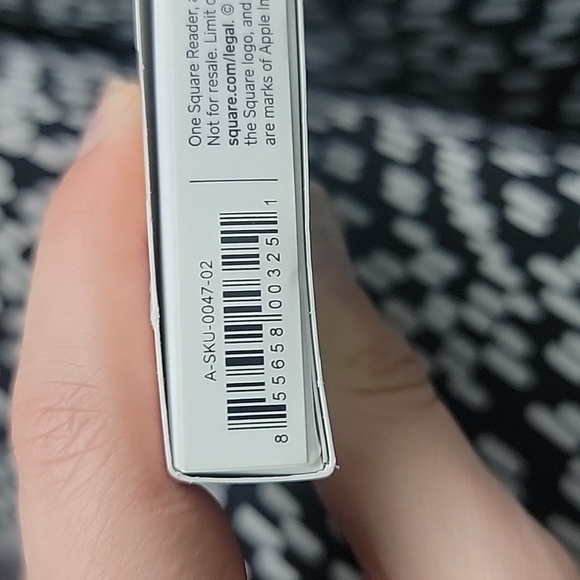 One Square Reader,
Not for resale. Limit
square.com/legal. ©
the Square logo, and
are marks of Apple In
A-SKU-0047-02
8 55658 00325 1